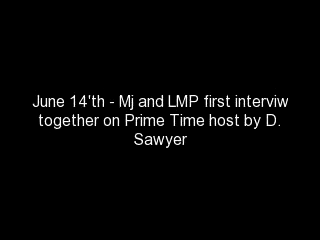 June 14'th - Mj and LMP first interviw
together on Prime Time host by D.
Sawyer